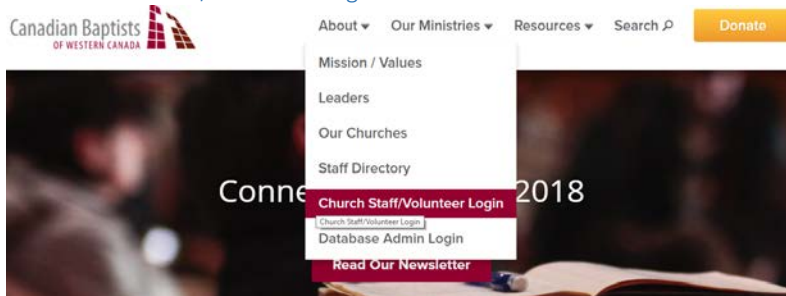 Canadian Baptists
OF WESTERN CANADA
About Our Ministries Resources Search Donate
Mission / Values
Leaders
Our Churches
Staff Directory
Conne 2018
Church Staff/Volunteer Login
Church Staff/Volunteer Login
Database Admin Login
Read Our Newsletter